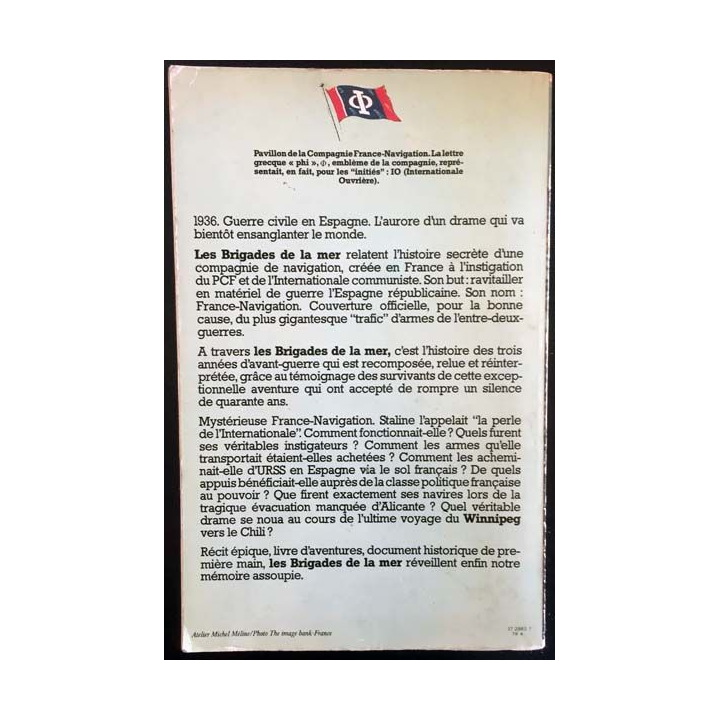 Φ
Pavillon de la Compagnie France-Navigation. La lettre
grecque « phi », Φ, emblème de la compagnie, repré-
sentait, en fait, pour les "initiés" : IO (Internationale
Ouvrière).
1936. Guerre civile en Espagne. L'aurore d'un drame qui va
bientôt ensanglanter le monde.
Les Brigades de la mer relatent l'histoire secrète d'une
compagnie de navigation, créée en France à l'instigation
du PCF et de l'Internationale communiste. Son but : ravitailler
en matériel de guerre l'Espagne républicaine. Son nom :
France-Navigation. Couverture officielle, pour la bonne
cause, du plus gigantesque "trafic" d'armes de l'entre-deux-
guerres.
A travers les Brigades de la mer, c'est l'histoire des trois
années d'avant-guerre qui est recomposée, relue et réinter-
prétée, grâce au témoignage des survivants de cette excep-
tionnelle aventure qui ont accepté de rompre un silence
de quarante ans.
Mystérieuse France-Navigation. Staline l'appelait "la perle
de l'Internationale". Comment fonctionnait-elle ? Quels furent
ses véritables instigateurs ? Comment les armes qu'elle
transportait étaient-elles achetées ? Comment les achemi-
nait-elle d'URSS en Espagne via le sol français ? De quels
appuis bénéficiait-elle auprès de la classe politique française
au pouvoir ? Que firent exactement ses navires lors de la
tragique évacuation manquée d'Alicante ? Quel véritable
drame se noua au cours de l'ultime voyage du Winnipeg
vers le Chili ?
Récit épique, livre d'aventures, document historique de pre-
mière main, les Brigades de la mer réveillent enfin notre
mémoire assoupie.
Atelier Michel Méline/Photo The image bank-France